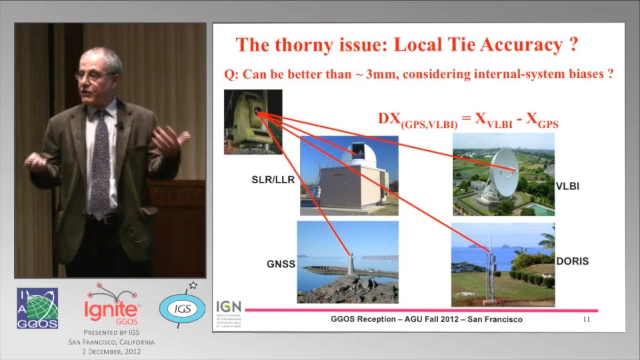 The thorny issue: Local Tie Accuracy ?
Q: Can be better than ~ 3mm, considering internal-system biases ?
DX(GPS,VLBI) = XVLBI - XGPS
SLR/LLR
VLBI
GNSS
DORIS
IGN
GGOS Reception – AGU Fall 2012 – San Francisco
11
I
A
G
GGOS
Ignite
GGOS
IGS
PRESENTED BY IGS
SAN FRANCISCO, CALIFORNIA
2 DECEMBER, 2012